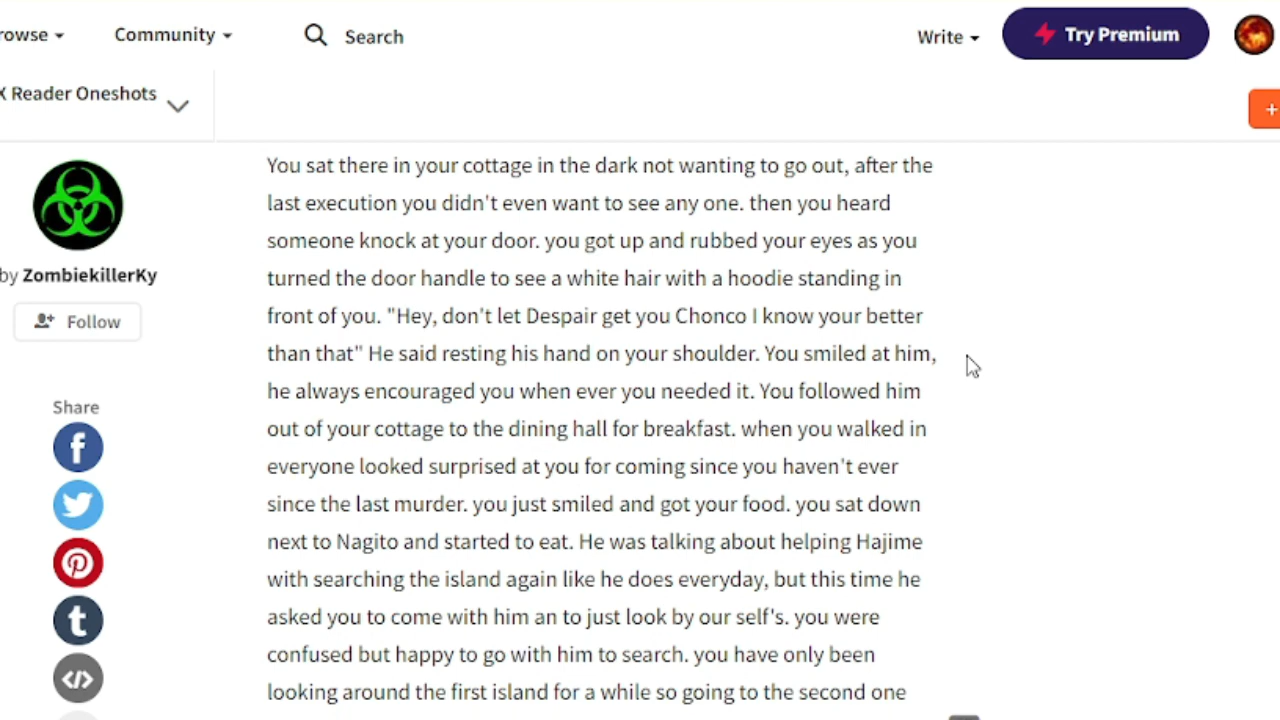 rowse
Community
Search
Write
Try Premium
X Reader Oneshots
+
by ZombiekillerKy
Follow
Share
You sat there in your cottage in the dark not wanting to go out, after the
last execution you didn't even want to see any one. then you heard
someone knock at your door. you got up and rubbed your eyes as you
turned the door handle to see a white hair with a hoodie standing in
front of you. "Hey, don't let Despair get you Chonco I know your better
than that" He said resting his hand on your shoulder. You smiled at him,
he always encouraged you when ever you needed it. You followed him
out of your cottage to the dining hall for breakfast. when you walked in
everyone looked surprised at you for coming since you haven't ever
since the last murder. you just smiled and got your food. you sat down
next to Nagito and started to eat. He was talking about helping Hajime
with searching the island again like he does everyday, but this time he
asked you to come with him an to just look by our self's. you were
confused but happy to go with him to search. you have only been
looking around the first island for a while so going to the second one